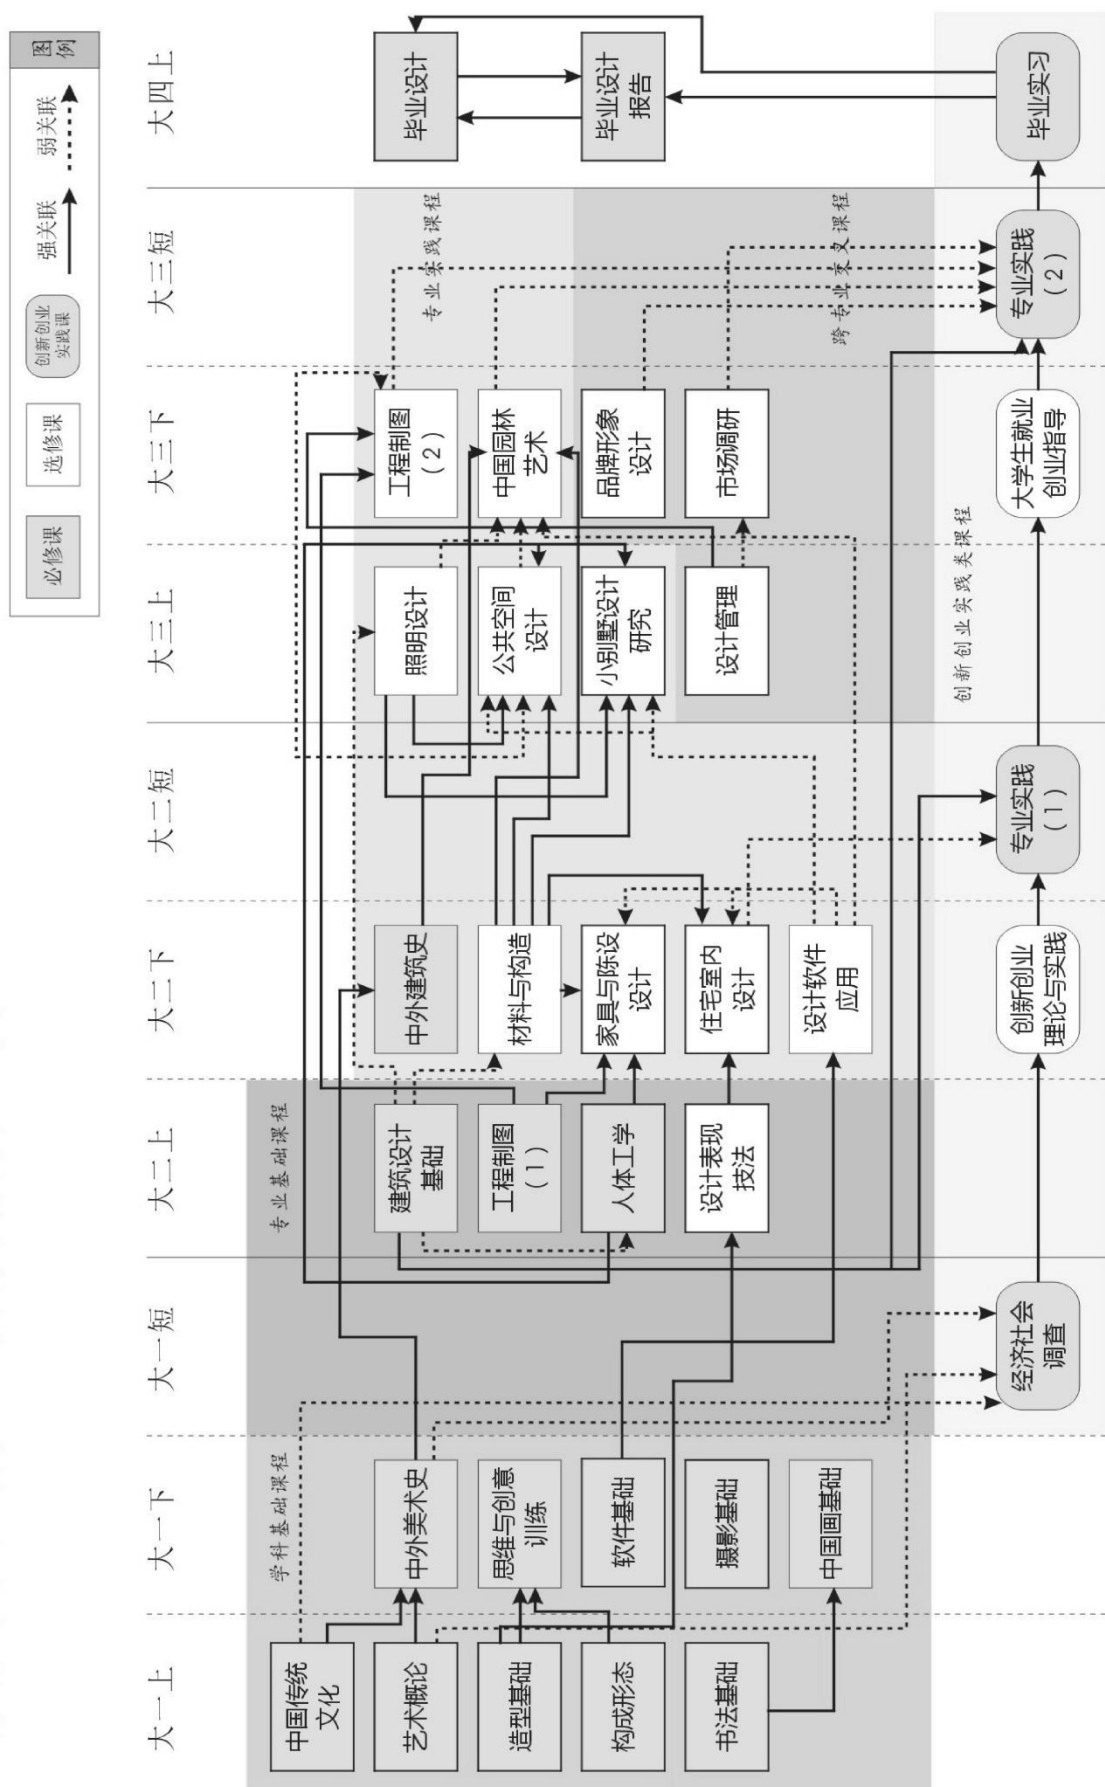 图例
弱关联
强关联
创新创业
实践课
选修课
必修课
大一上
大一下
大一短
大二上
大二下
大二短
大三上
大三下
大三短
大四上
学科基础课程
专业基础课程
专业实践课程
跨专业交叉课程
创新创业实践类课程
中国传统
文化
艺术概论
造型基础
构成形态
书法基础
中外美术史
思维与创意
训练
软件基础
摄影基础
中国画基础
经济社会
调查
建筑设计
基础
工程制图
(1)
人体工学
设计表现
技法
中外建筑史
材料与构造
家具与陈设
设计
住宅室内
设计
设计软件
应用
创新创业
理论与实践
专业实践
(1)
照明设计
公共空间
设计
小别墅设计
研究
设计管理
工程制图
(2)
中国园林
艺术
品牌形象
设计
市场调研
大学生就业
创业指导
专业实践
(2)
毕业设计
毕业设计
报告
毕业实习